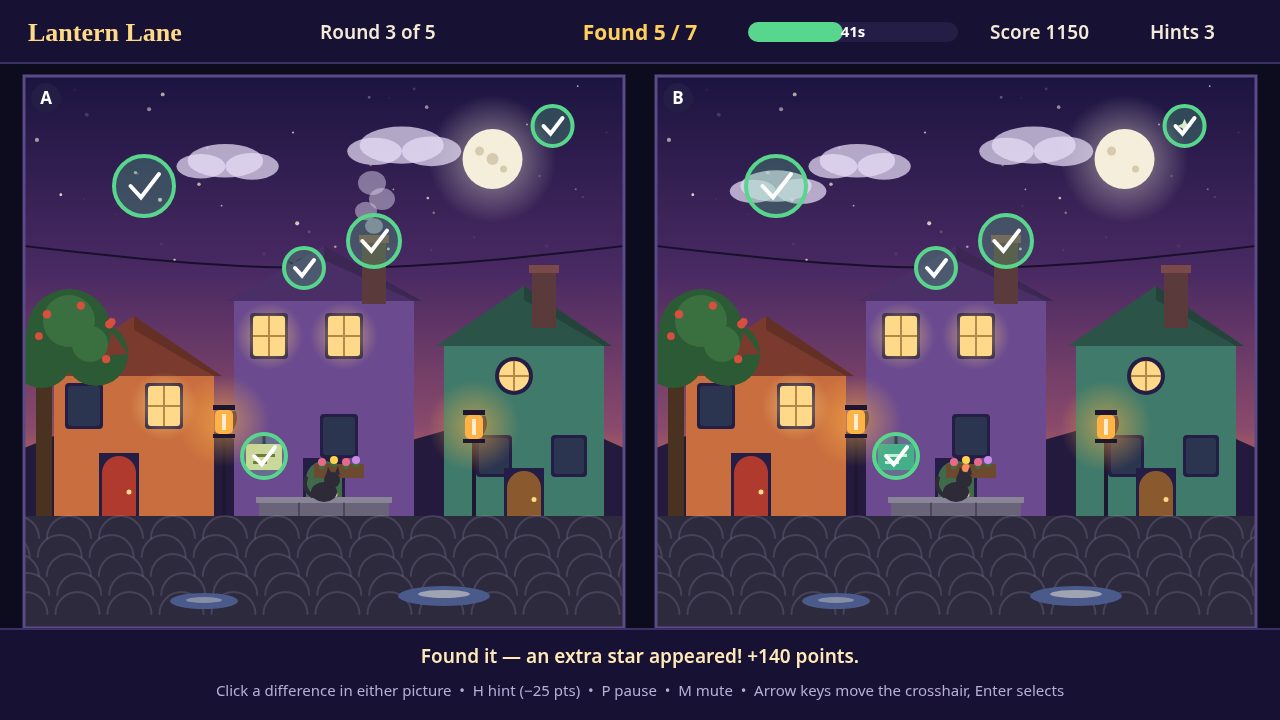 Lantern Lane
Round 3 of 5
Found 5 / 7
41s
Score 1150
Hints 3
A
B
Found it — an extra star appeared! +140 points.
Click a difference in either picture • H hint (−25 pts) • P pause • M mute • Arrow keys move the crosshair, Enter selects